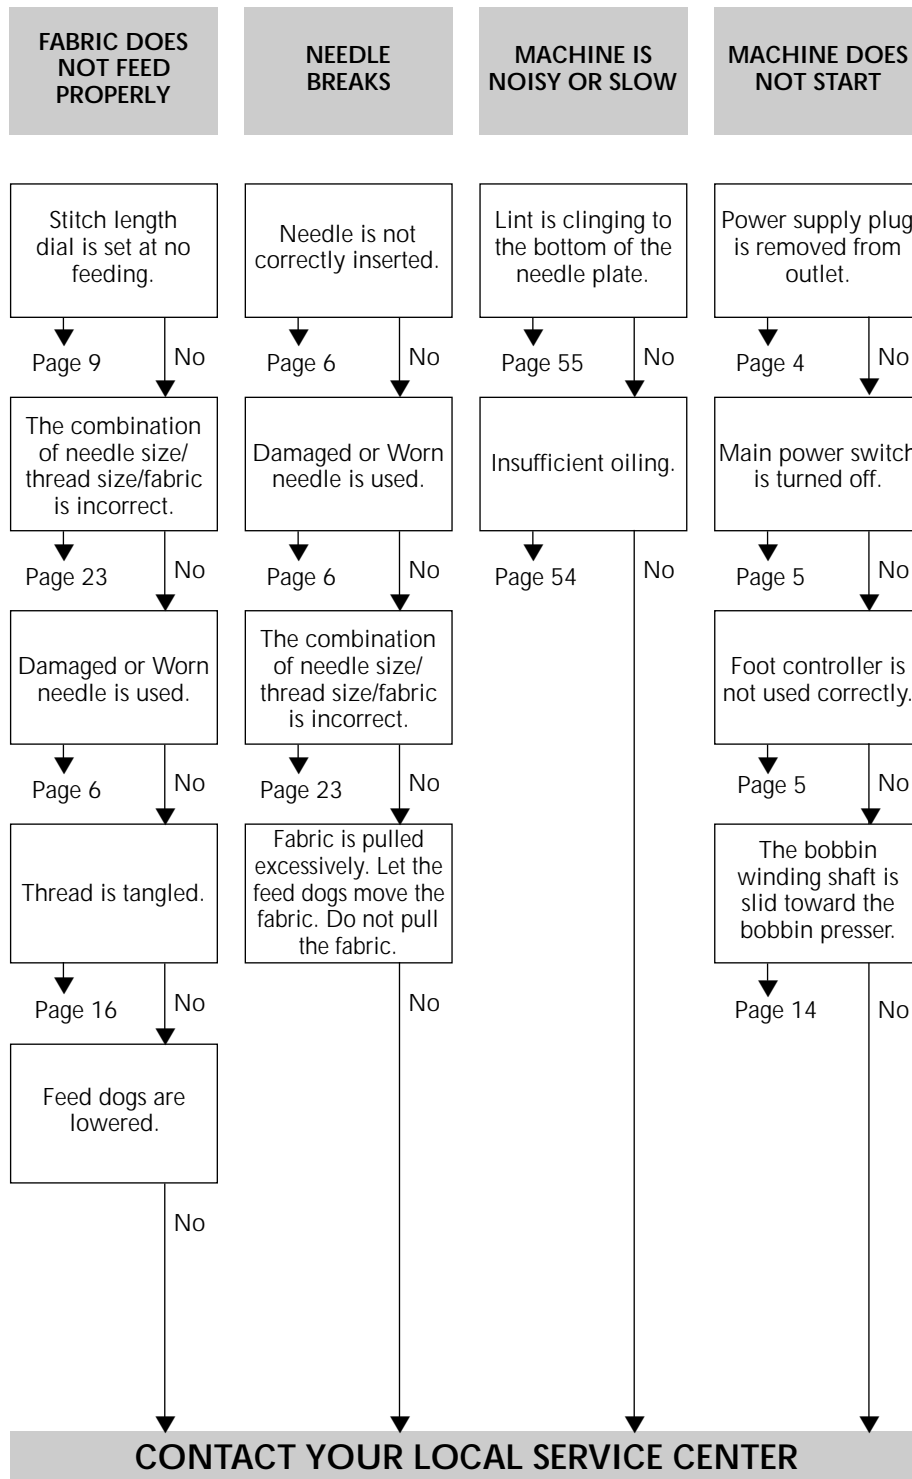 FABRIC DOES
NOT FEED
PROPERLY
Stitch length
dial is set at no
feeding.
Page 9
No
The combination
of needle size/
thread size/fabric
is incorrect.
Page 23
No
Damaged or Worn
needle is used.
Page 6
No
Thread is tangled.
Page 16
No
Feed dogs are
lowered.
No
NEEDLE
BREAKS
Needle is not
correctly inserted.
Page 6
No
Damaged or Worn
needle is used.
Page 6
No
The combination
of needle size/
thread size/fabric
is incorrect.
Page 23
No
Fabric is pulled
excessively. Let the
feed dogs move the
fabric. Do not pull
the fabric.
No
MACHINE IS
NOISY OR SLOW
Lint is clinging to
the bottom of the
needle plate.
Page 55
No
Insufficient oiling.
Page 54
No
MACHINE DOES
NOT START
Power supply plug
is removed from
outlet.
Page 4
No
Main power switch
is turned off.
Page 5
No
Foot controller is
not used correctly.
Page 5
No
The bobbin
winding shaft is
slid toward the
bobbin presser.
Page 14
No
CONTACT YOUR LOCAL SERVICE CENTER